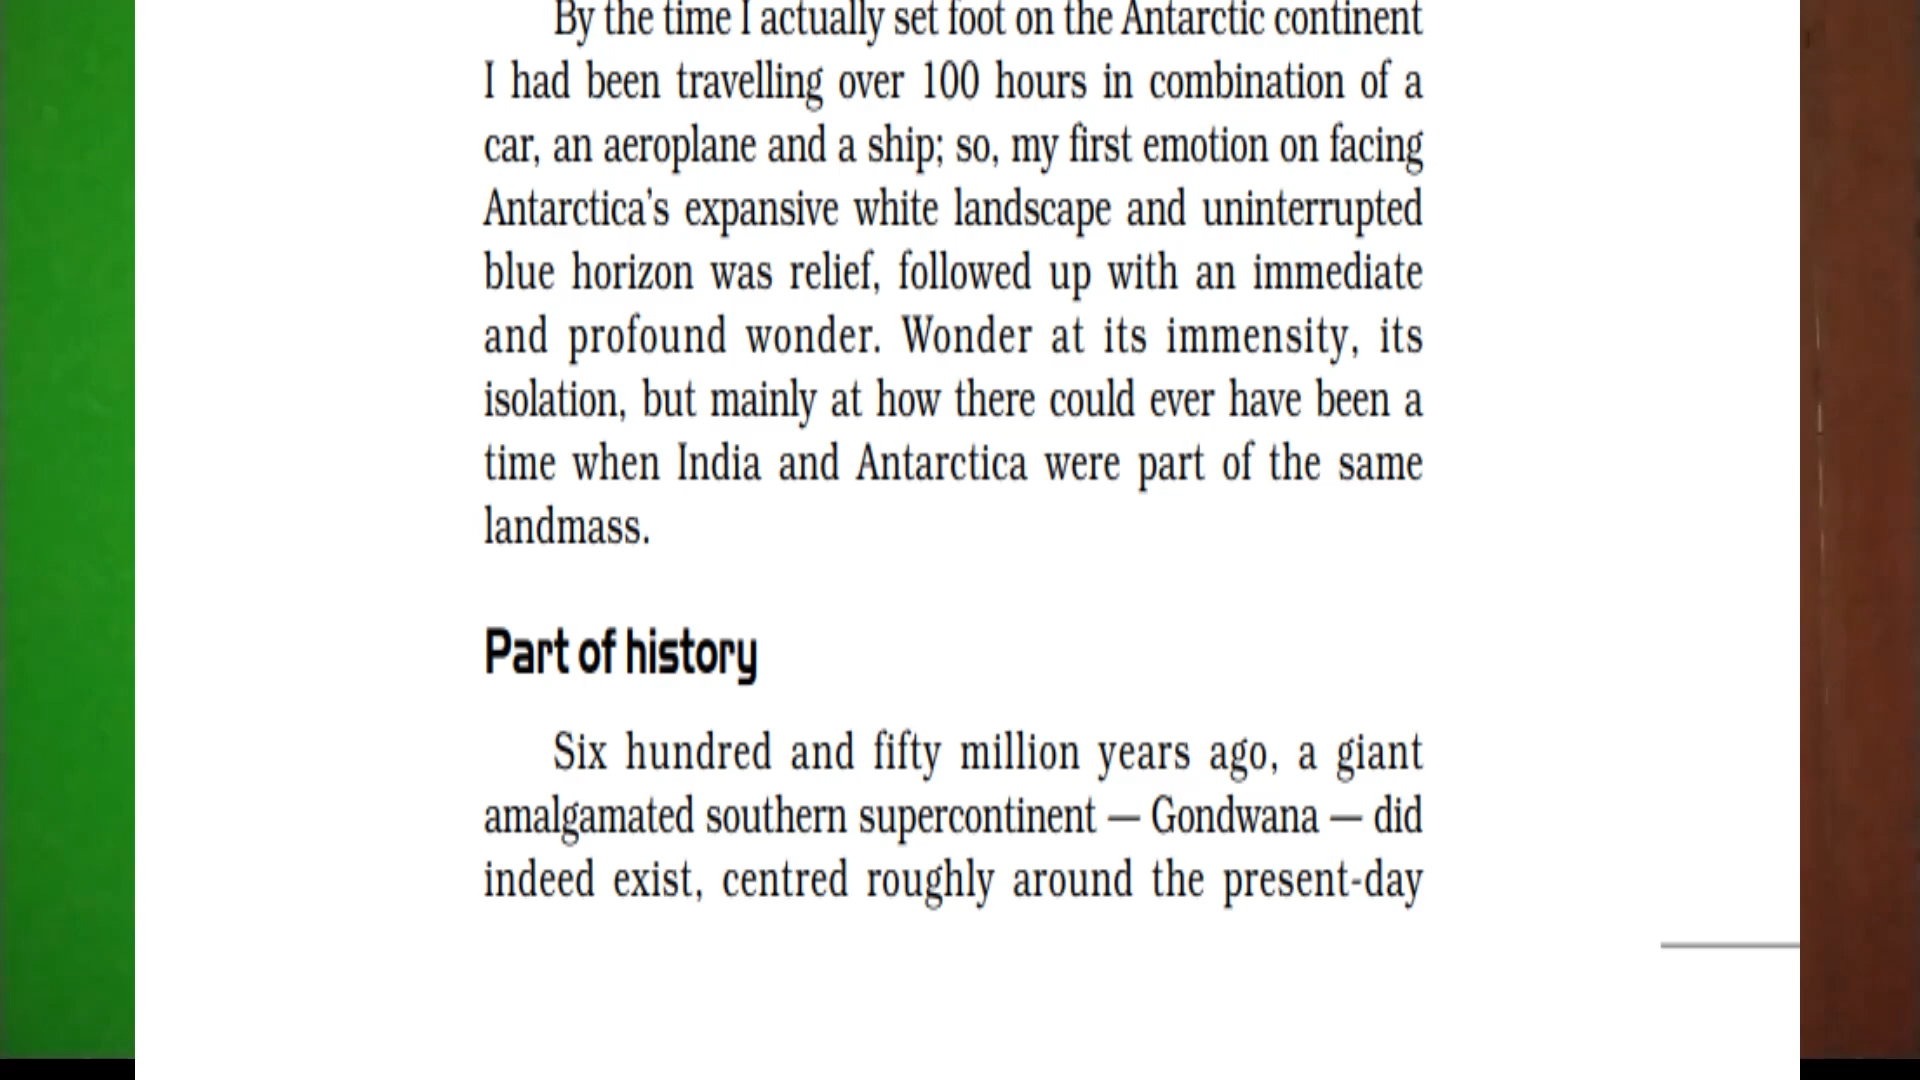 By the time I actually set foot on the Antarctic continent
I had been travelling over 100 hours in combination of a
car, an aeroplane and a ship; so, my first emotion on facing
Antarctica's expansive white landscape and uninterrupted
blue horizon was relief, followed up with an immediate
and profound wonder. Wonder at its immensity, its
isolation, but mainly at how there could ever have been a
time when India and Antarctica were part of the same
landmass.
Part of history
Six hundred and fifty million years ago, a giant
amalgamated southern supercontinent — Gondwana — did
indeed exist, centred roughly around the present-day